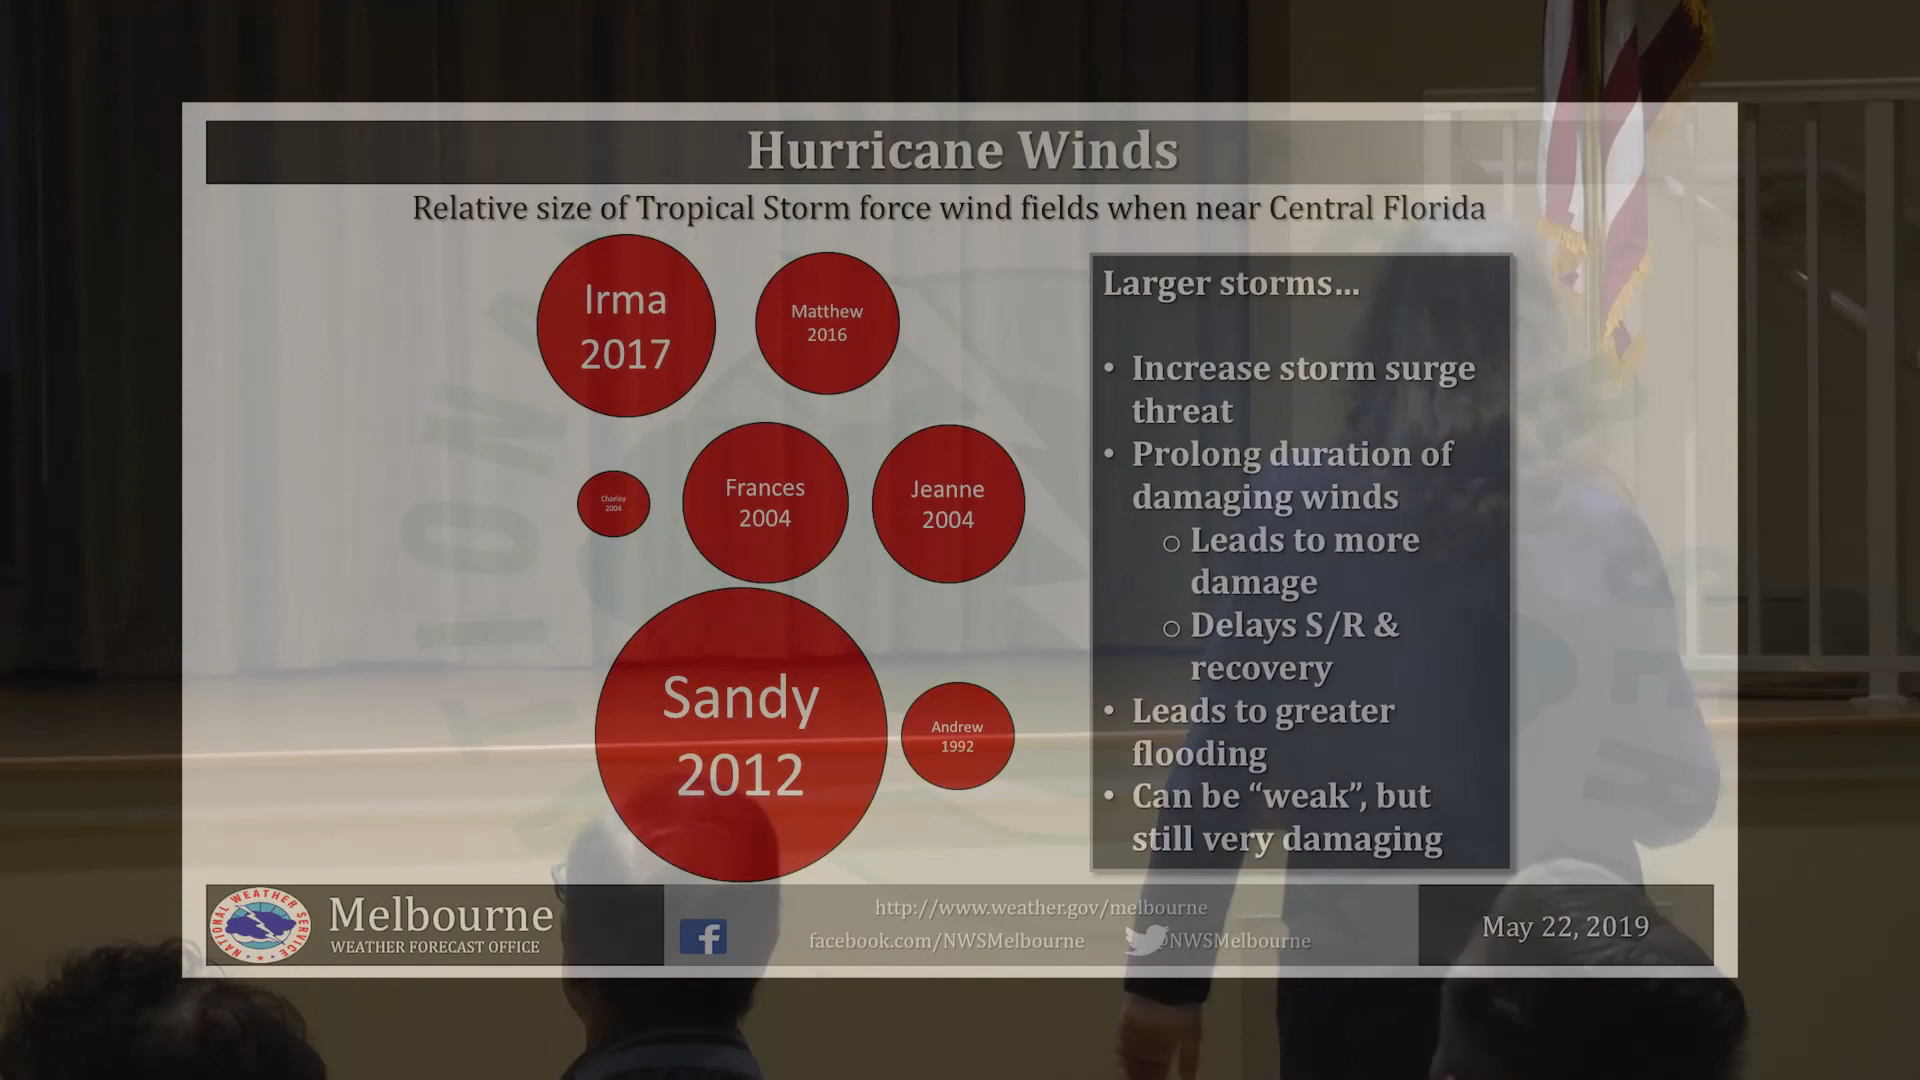 Hurricane Winds
Relative size of Tropical Storm force wind fields when near Central Florida
Irma
2017
Matthew
2016
Charley
2004
Frances
2004
Jeanne
2004
Sandy
2012
Andrew
1992
Larger storms...
• Increase storm surge
threat
• Prolong duration of
damaging winds
o Leads to more
damage
o Delays S/R &
recovery
• Leads to greater
flooding
• Can be “weak”, but
still very damaging
NATIONAL WEATHER SERVICE
Melbourne
WEATHER FORECAST OFFICE
http://www.weather.gov/melbourne
facebook.com/NWSMelbourne
NWSMelbourne
May 22, 2019